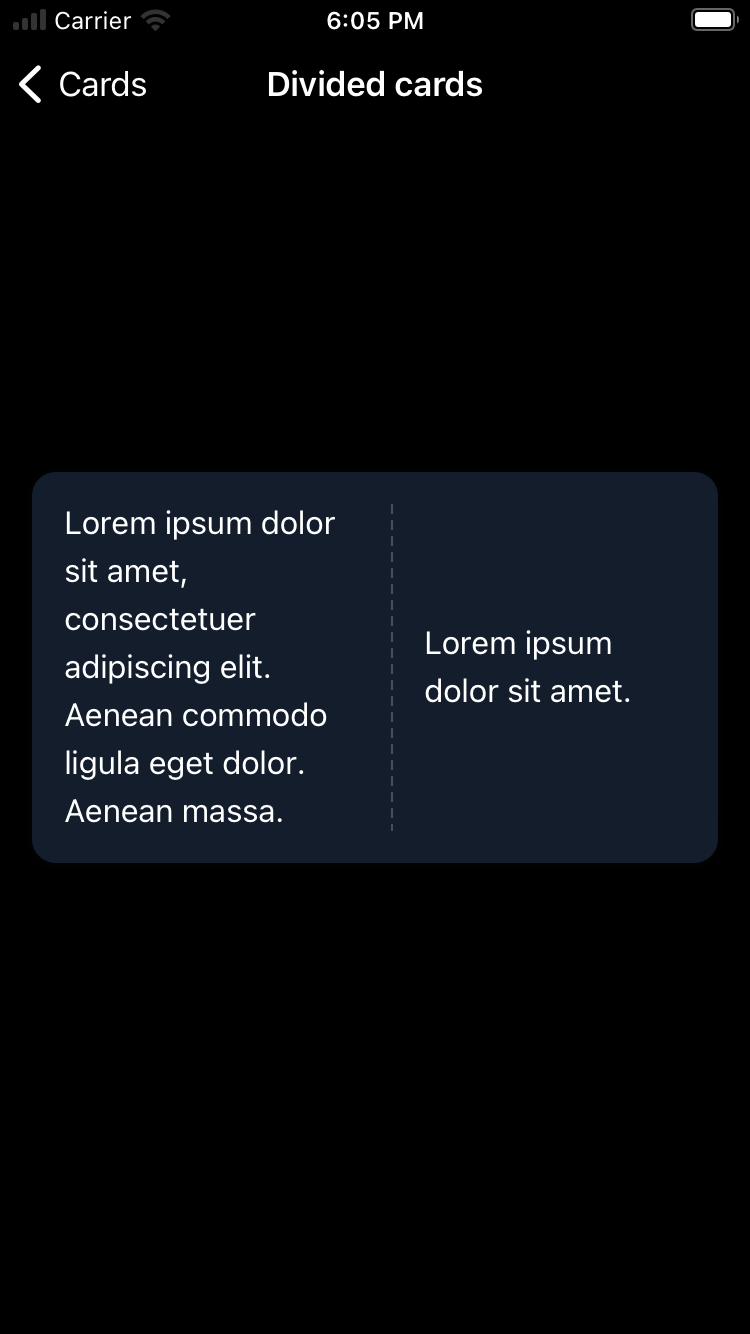 Carrier
6:05 PM
Cards
Divided cards
Lorem ipsum dolor
sit amet,
consectetuer
adipiscing elit.
Aenean commodo
ligula eget dolor.
Aenean massa.
Lorem ipsum
dolor sit amet.